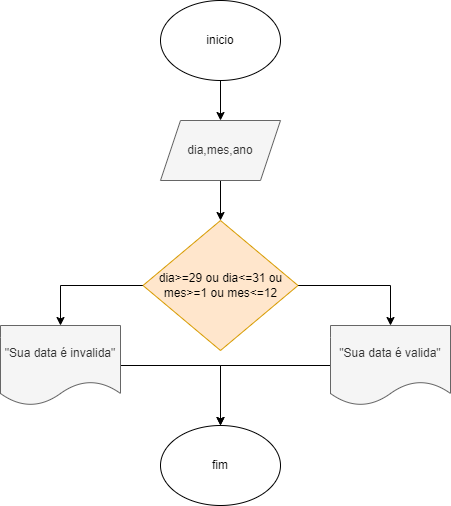 inicio
dia,mes,ano
dia>=29 ou dia<=31 ou
mes>=1 ou mes<=12
"Sua data é invalida"
"Sua data é valida"
fim